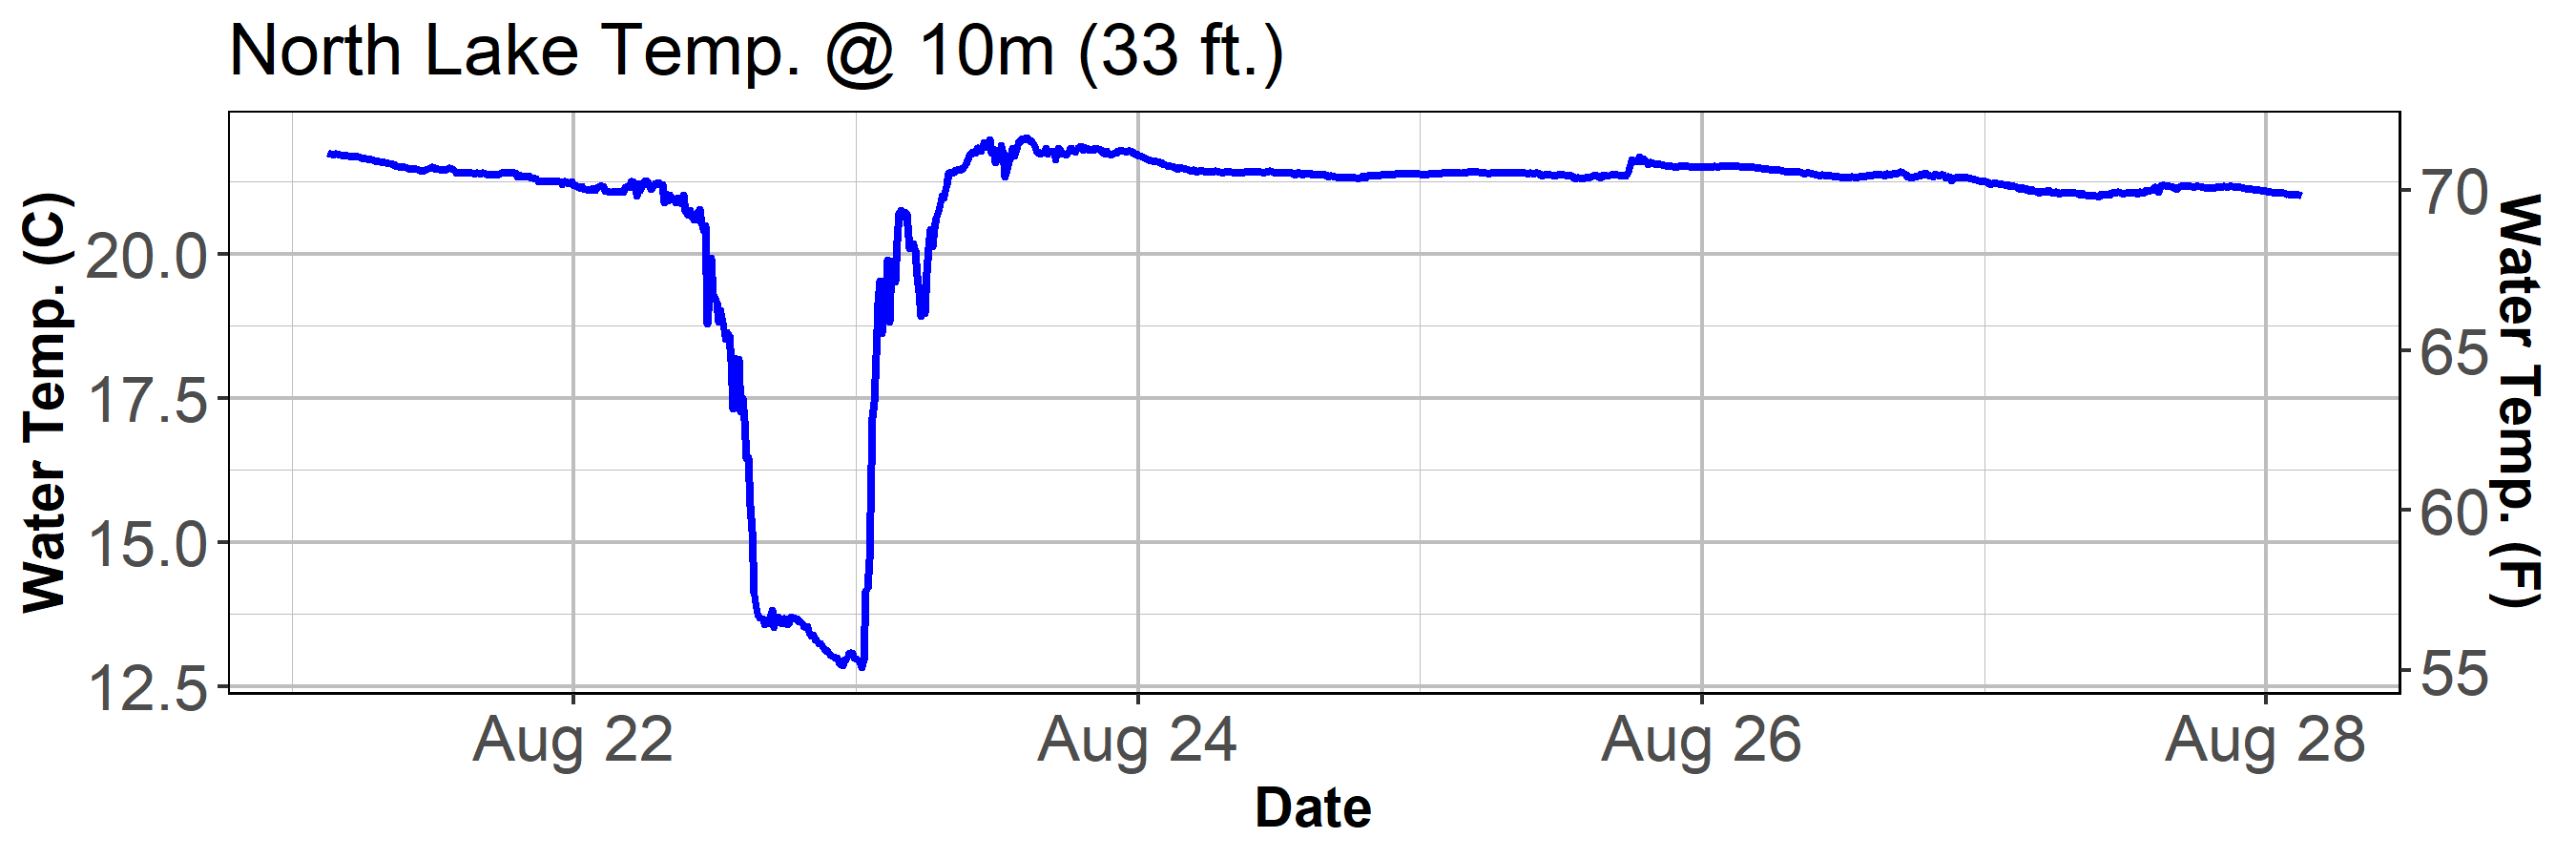 North Lake Temp. @ 10m (33 ft.)
Water Temp. (C)
20.0
17.5
15.0
12.5
70
65
60
55
Water Temp. (F)
Aug 22 Aug 24 Aug 26 Aug 28
Date